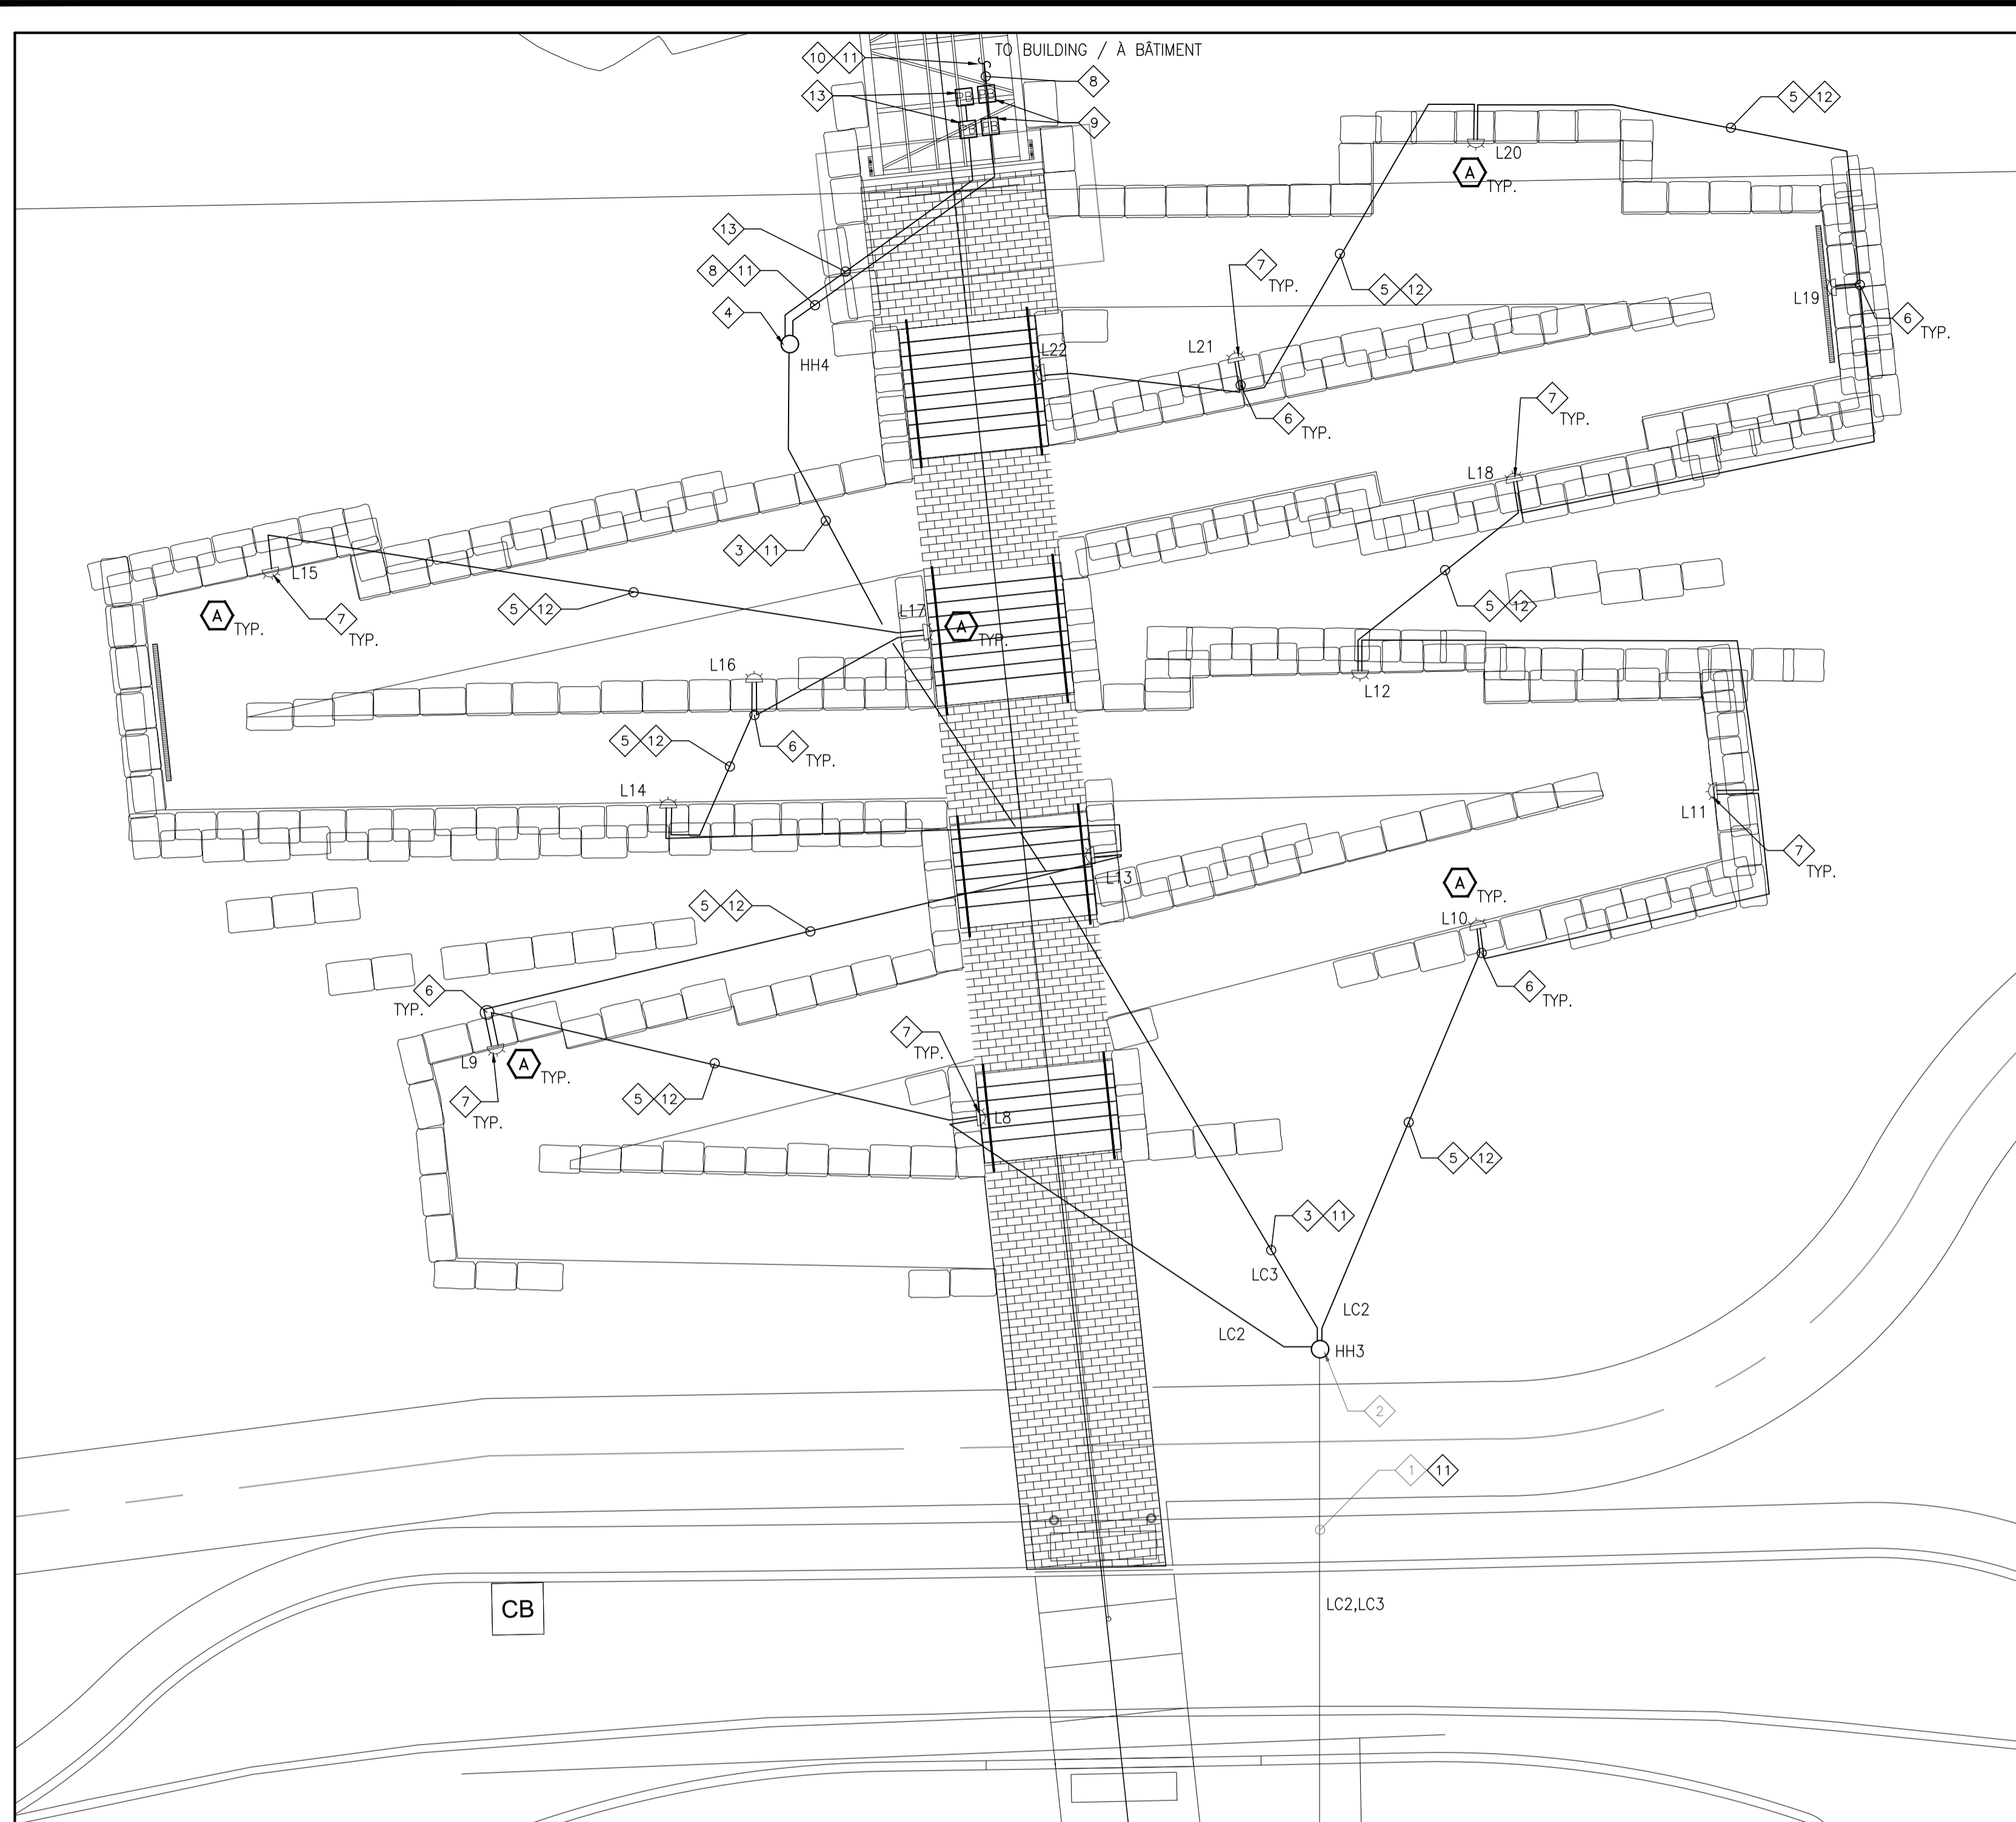 TO BUILDING / À BÂTIMENT
10 11
8
13
PB PB
9
PB PB
5 12
L20
A TYP.
13
8 11
4
HH4
7 TYP.
5 12
L19
6 TYP.
L22
L21
6 TYP.
7 TYP.
L18
3 11
L15
5 12
A TYP.
7 TYP.
L17
A TYP.
5 12
L16
L12
5 12
6 TYP.
L14
L11
7 TYP.
L13
A TYP.
5 12
L10
6 TYP.
6 TYP.
7 TYP.
L9
A TYP.
7 TYP.
5 12
L8
5 12
3 11
LC3
LC2
LC2
HH3
2
1 11
CB
LC2,LC3